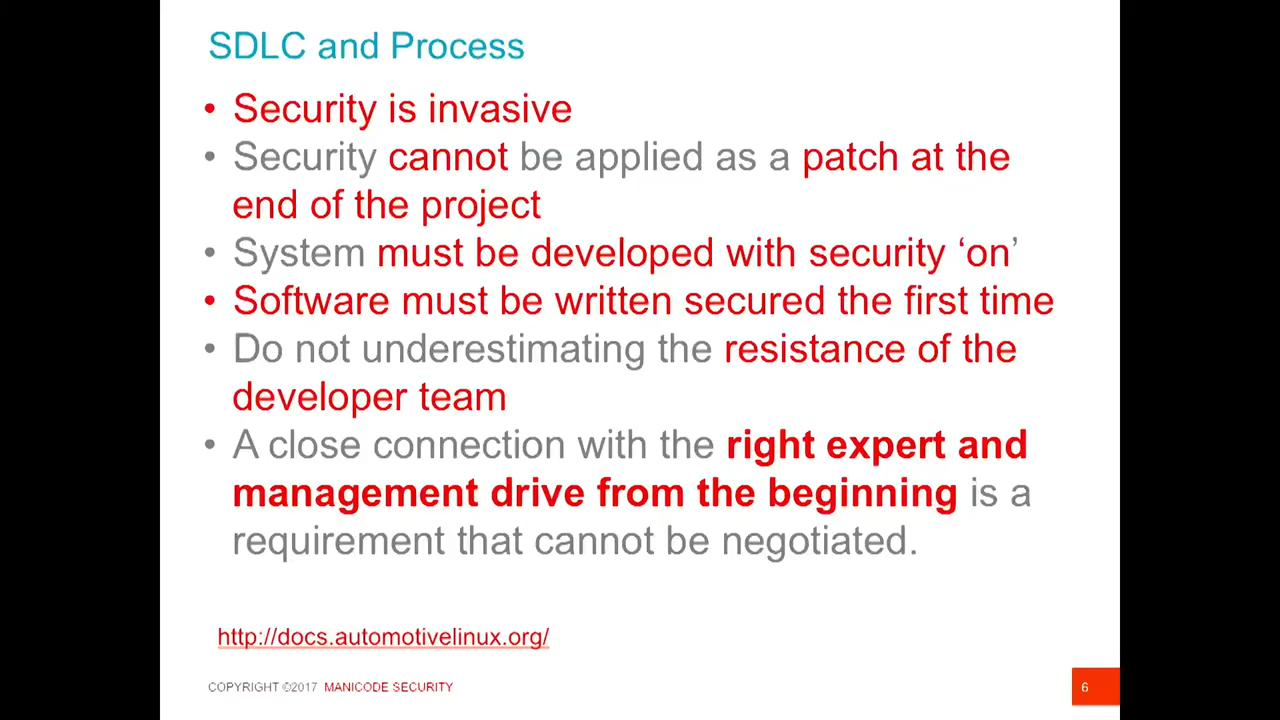 SDLC and Process
• Security is invasive
• Security cannot be applied as a patch at the
end of the project
• System must be developed with security ‘on’
• Software must be written secured the first time
• Do not underestimating the resistance of the
developer team
• A close connection with the right expert and
management drive from the beginning is a
requirement that cannot be negotiated.
http://docs.automotivelinux.org/
COPYRIGHT ©2017 MANICODE SECURITY
6